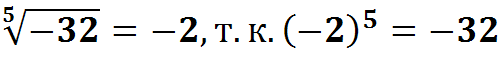 ⁵√−32 = −2, т. к. (−2)⁵ = −32